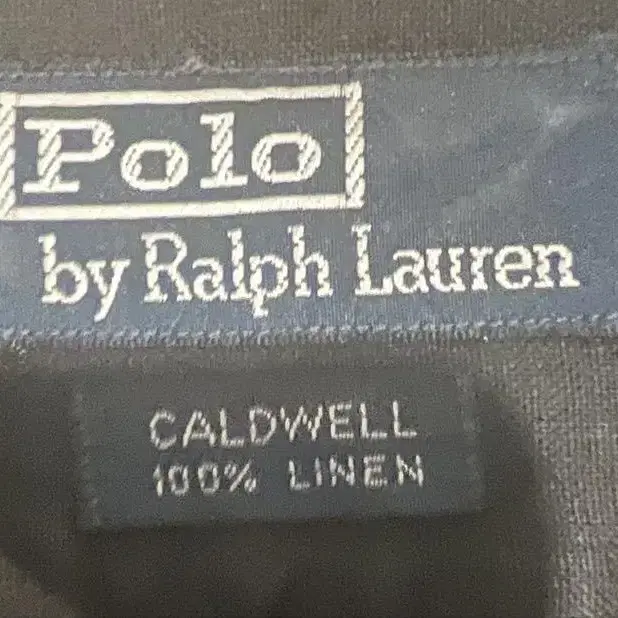 Polo
by Ralph Lauren
CALDWELL
100% LINEN